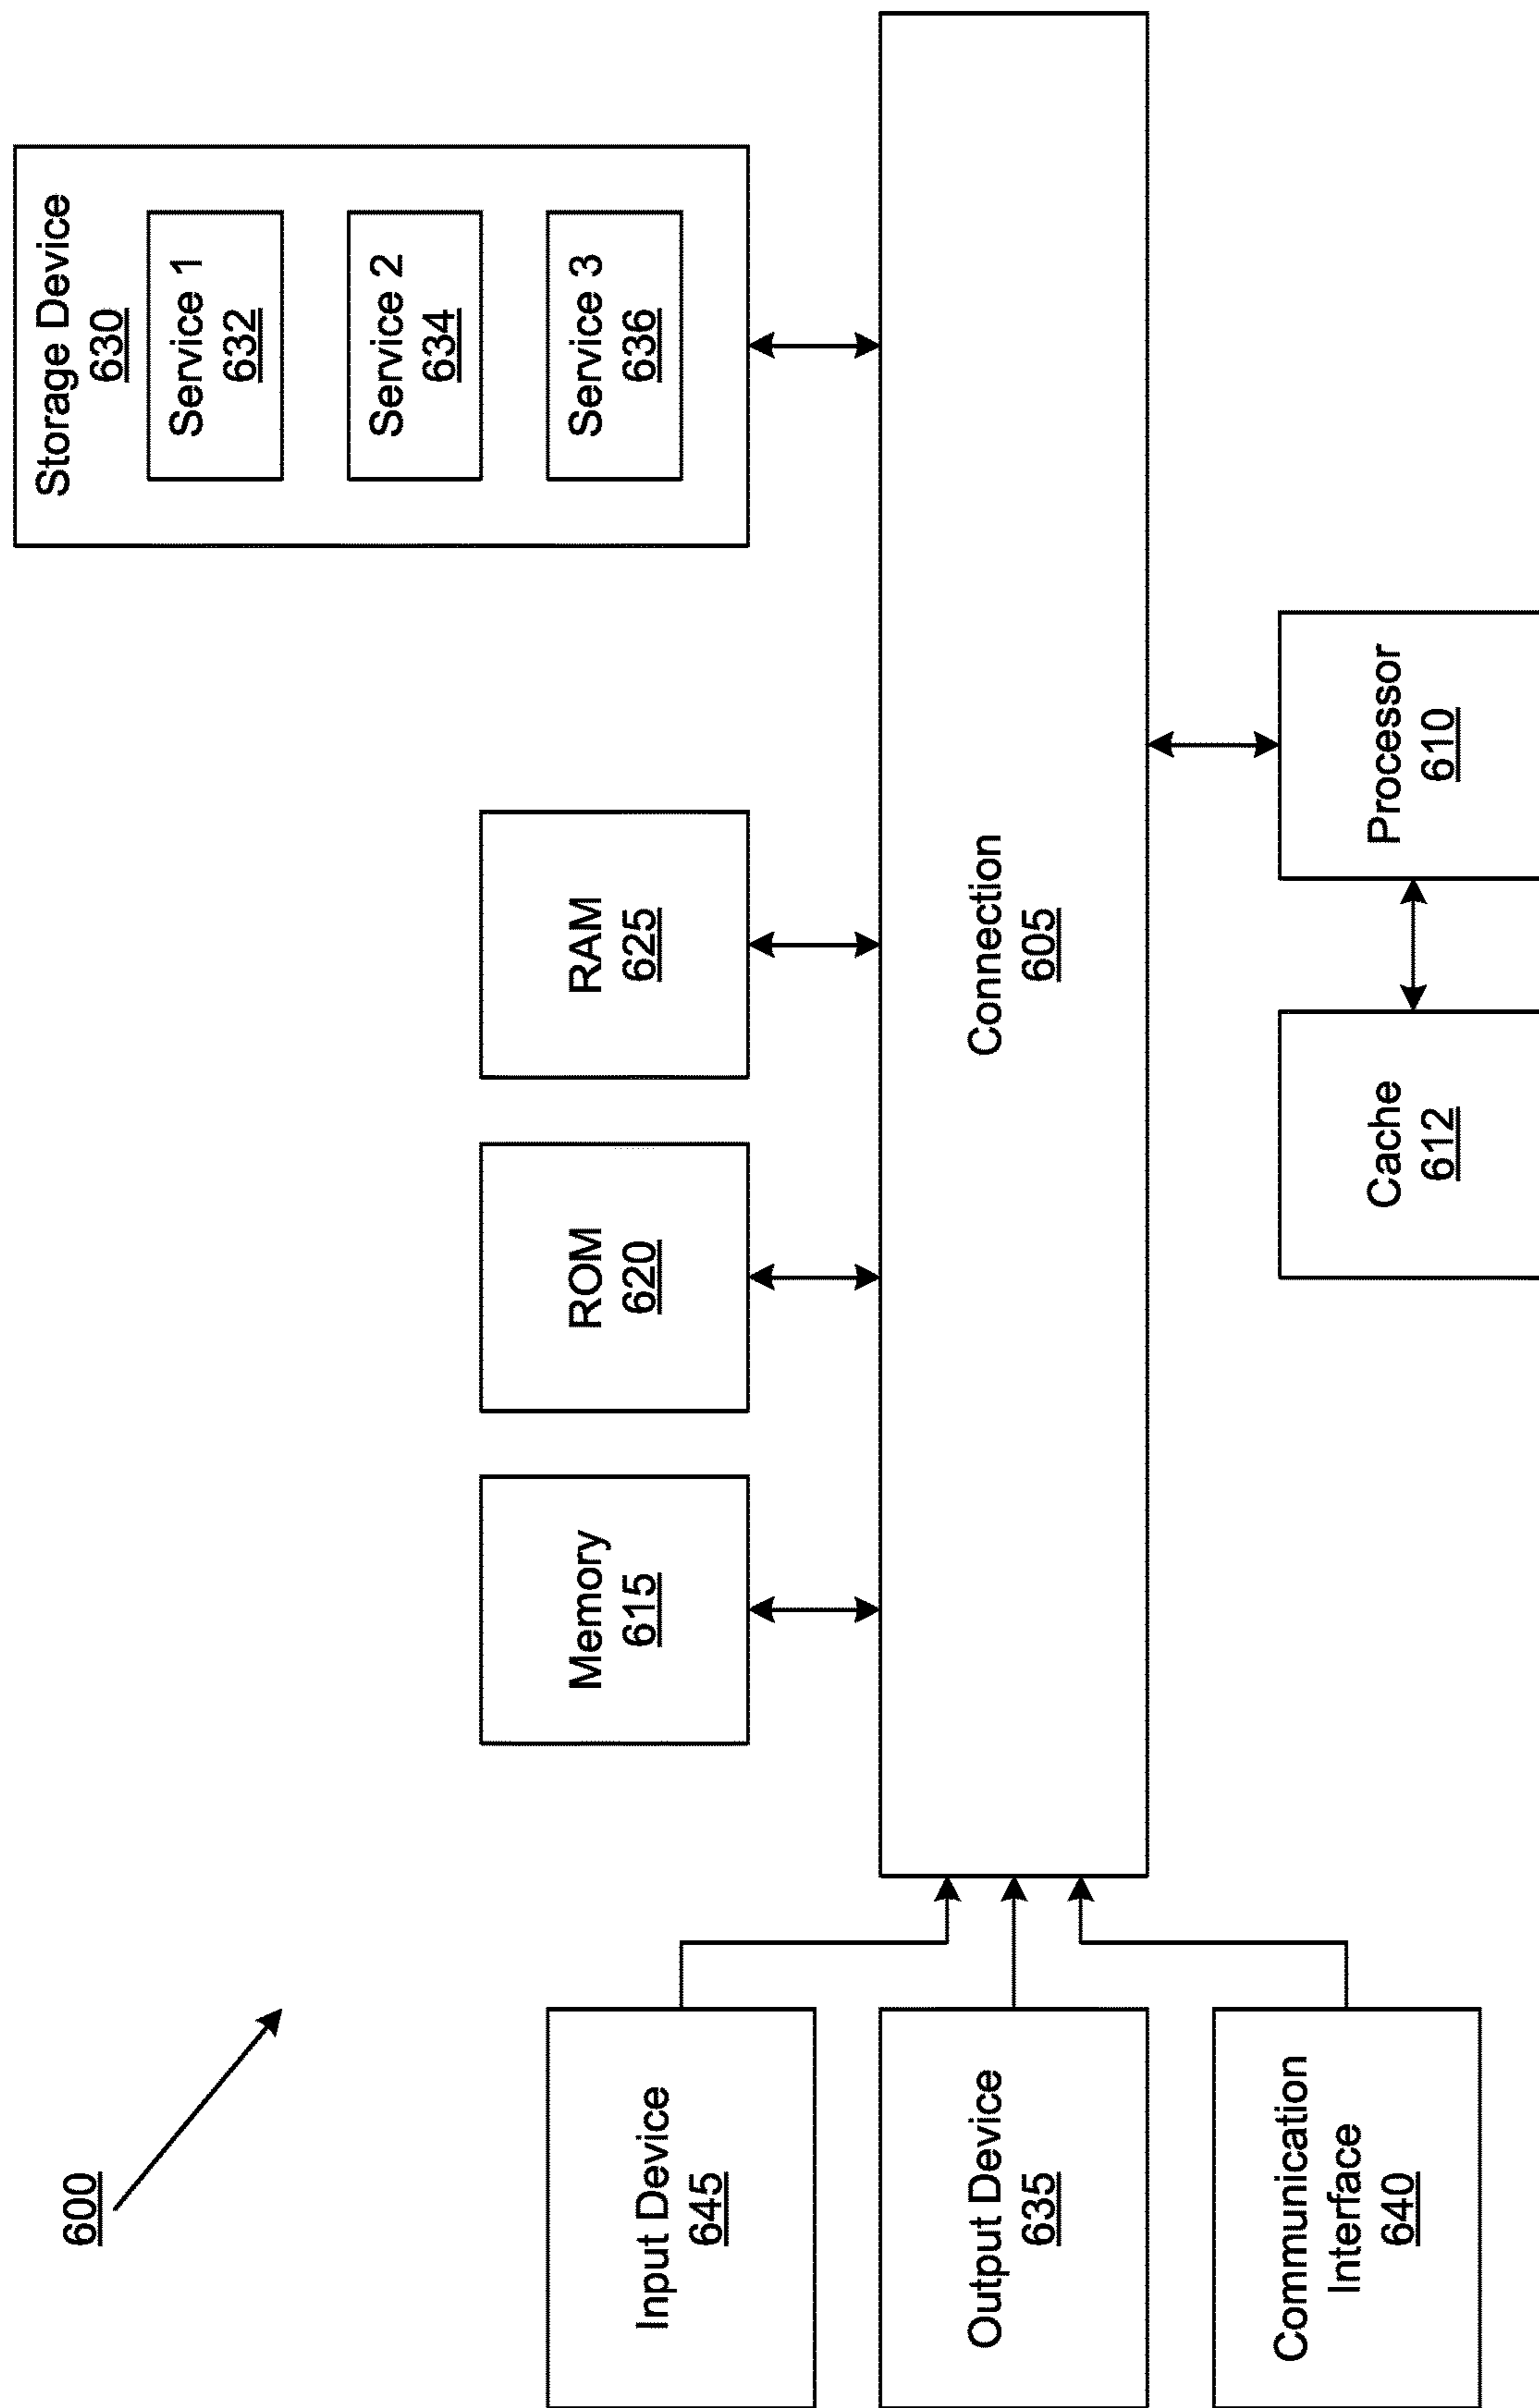 600
Input Device
645
Output Device
635
Communication
Interface
640
Memory
615
ROM
620
RAM
625
Storage Device
630
Service 1
632
Service 2
634
Service 3
636
Connection
605
Cache
612
Processor
610